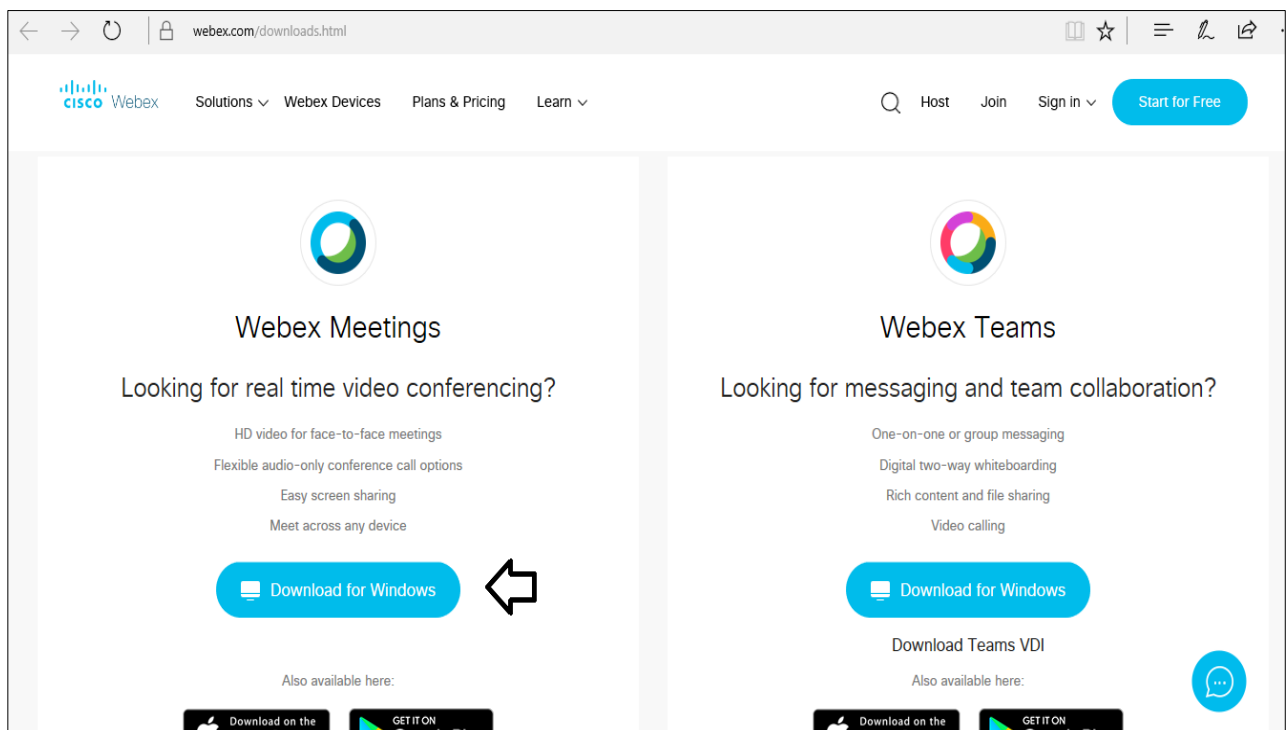 webex.com/downloads.html
cisco Webex Solutions Webex Devices Plans & Pricing Learn Host Join Sign in Start for Free
Webex Meetings
Looking for real time video conferencing?
HD video for face-to-face meetings
Flexible audio-only conference call options
Easy screen sharing
Meet across any device
Download for Windows
Also available here:
Download on the
GET IT ON
Webex Teams
Looking for messaging and team collaboration?
One-on-one or group messaging
Digital two-way whiteboarding
Rich content and file sharing
Video calling
Download for Windows
Download Teams VDI
Also available here:
Download on the
GET IT ON